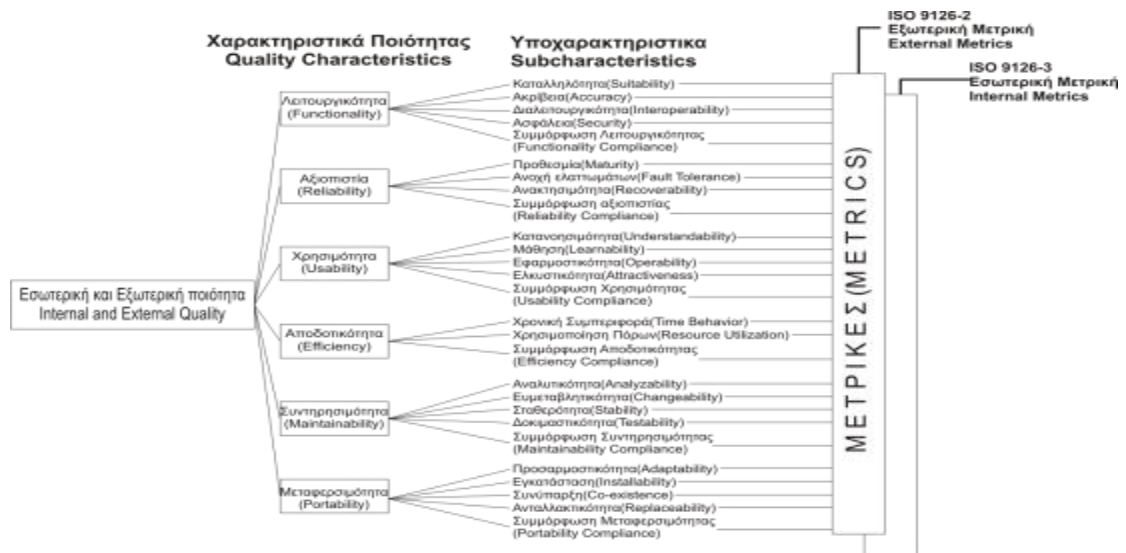 ISO 9126-2
Εξωτερική Μετρική
External Metrics
ISO 9126-3
Εσωτερική Μετρική
Internal Metrics
Χαρακτηριστικά Ποιότητας
Quality Characteristics
Υποχαρακτηριστικα
Subcharacteristics
Εσωτερική και Εξωτερική ποιότητα
Internal and External Quality
Λειτουργικότητα
(Functionality)
Καταλληλότητα(Suitability)
Ακρίβεια(Accuracy)
Διαλειτουργικότητα(Interoperability)
Ασφάλεια(Security)
Συμμόρφωση Λειτουργικότητας
(Functionality Compliance)
Αξιοπιστία
(Reliability)
Προθεσμία(Maturity)
Ανοχή ελαττωμάτων(Fault Tolerance)
Ανακτησιμότητα(Recoverability)
Συμμόρφωση αξιοπιστίας
(Reliability Compliance)
Χρησιμότητα
(Usability)
Κατανοησιμότητα(Understandability)
Μάθηση(Learnability)
Εφαρμοστικότητα(Operability)
Ελκυστικότητα(Attractiveness)
Συμμόρφωση Χρησιμότητας
(Usability Compliance)
Αποδοτικότητα
(Efficiency)
Χρονική Συμπεριφορά(Time Behavior)
Χρησιμοποίηση Πόρων(Resource Utilization)
Συμμόρφωση Αποδοτικότητας
(Efficiency Compliance)
Συντηρησιμότητα
(Maintainability)
Αναλυτικότητα(Analyzability)
Ευμεταβλητικότητα(Changeability)
Σταθερότητα(Stability)
Δοκιμαστικότητα(Testability)
Συμμόρφωση Συντηρησιμότητας
(Maintainability Compliance)
Μεταφερσιμότητα
(Portability)
Προσαρμοστικότητα(Adaptability)
Εγκατάσταση(Installability)
Συνύπαρξη(Co-existence)
Ανταλλακτικότητα(Replaceability)
Συμμόρφωση Μεταφερσιμότητας
(Portability Compliance)
ΜΕΤΡΙΚΕΣ(METRICS)